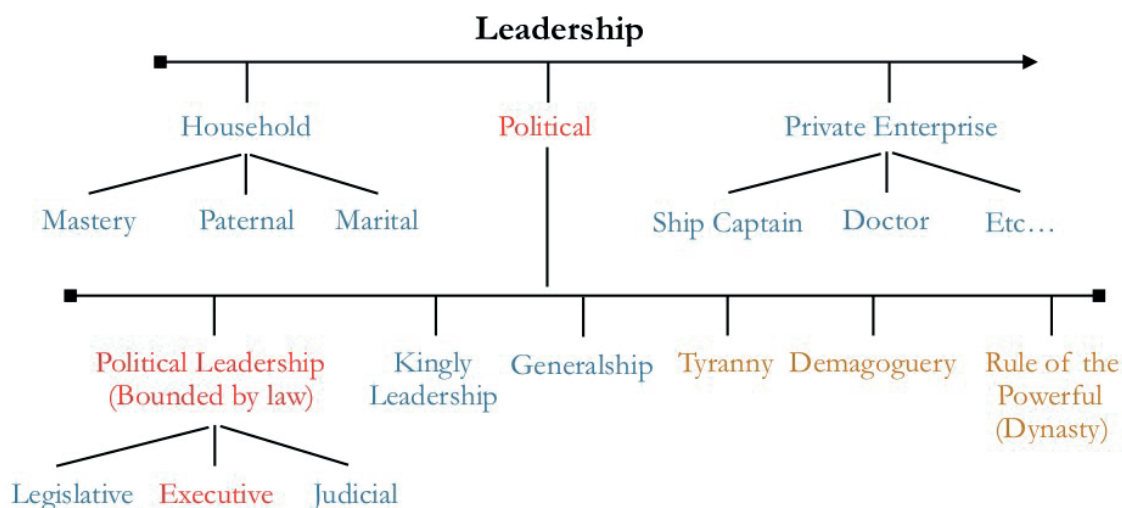 Leadership
Household
Political
Private Enterprise
Mastery
Paternal
Marital
Ship Captain
Doctor
Etc…
Political Leadership
(Bounded by law)
Kingly
Leadership
Generalship
Tyranny
Demagoguery
Rule of the
Powerful
(Dynasty)
Legislative
Executive
Judicial